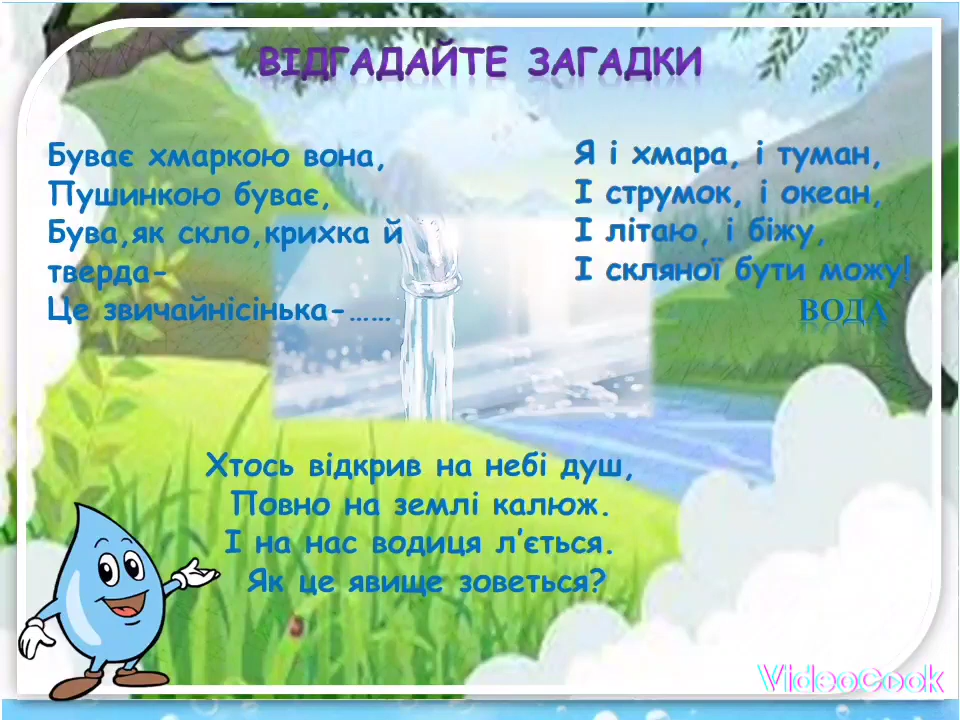 ВІДГАДАЙТЕ ЗАГАДКИ
Буває хмаркою вона,
Пушинкою буває,
Бува,як скло,крихка й
тверда-
Це звичайнісінька-……
Я і хмара, і туман,
І струмок, і океан,
І літаю, і біжу,
І скляної бути можу!
ВОДА
Хтось відкрив на небі душ,
Повно на землі калюж.
І на нас водиця л’ється.
Як це явище зоветься?
VideoCook